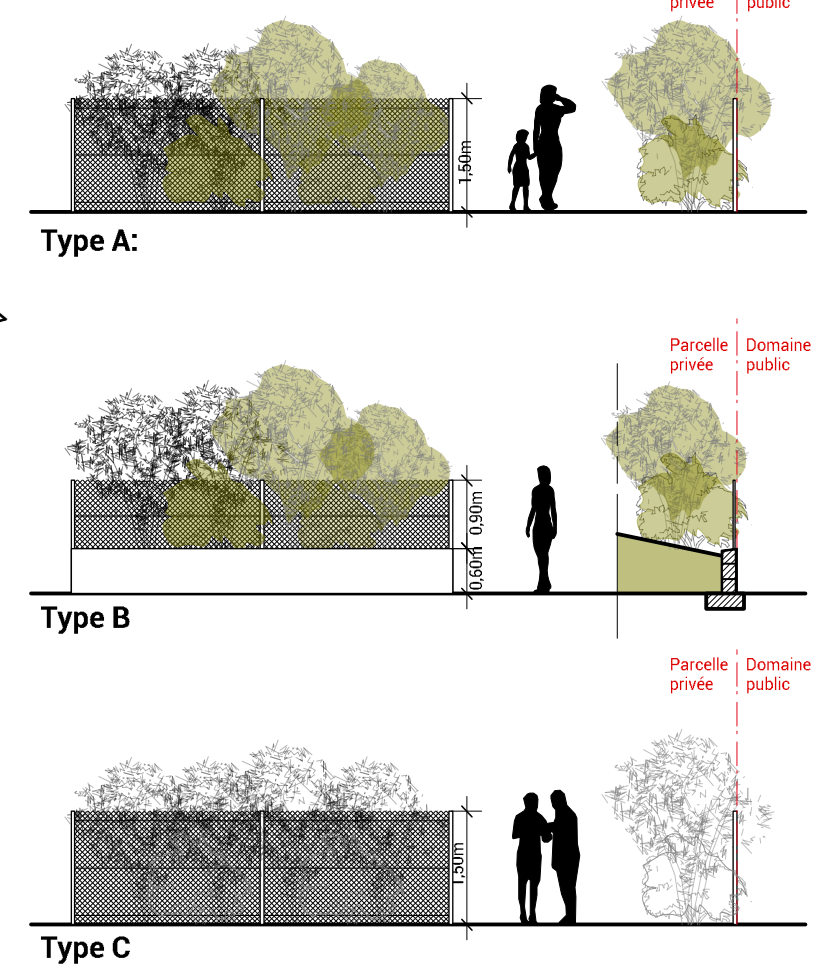 privée public
1,50m
Type A:
Parcelle Domaine
privée public
0,90m
0,60m
Type B
Parcelle Domaine
privée public
1,50m
Type C